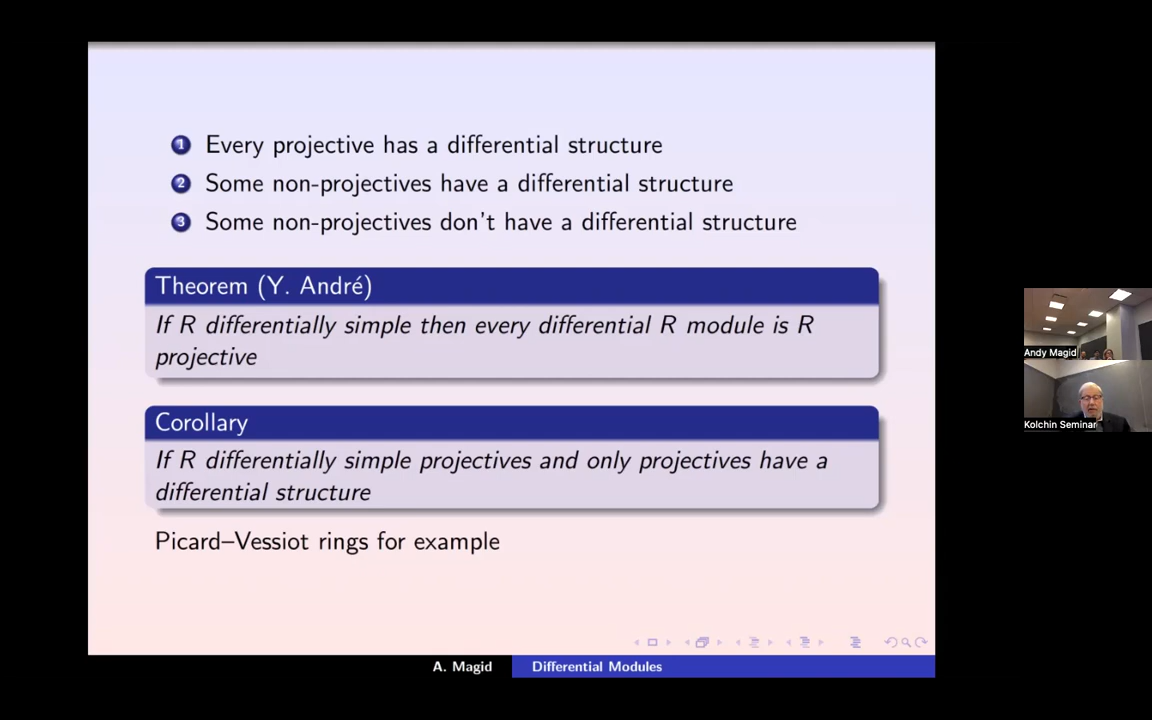 1 Every projective has a differential structure
2 Some non-projectives have a differential structure
3 Some non-projectives don't have a differential structure
Theorem (Y. André)
If R differentially simple then every differential R module is R
projective
Corollary
If R differentially simple projectives and only projectives have a
differential structure
Picard–Vessiot rings for example
A. Magid
Differential Modules
Andy Magid
Kolchin Seminar